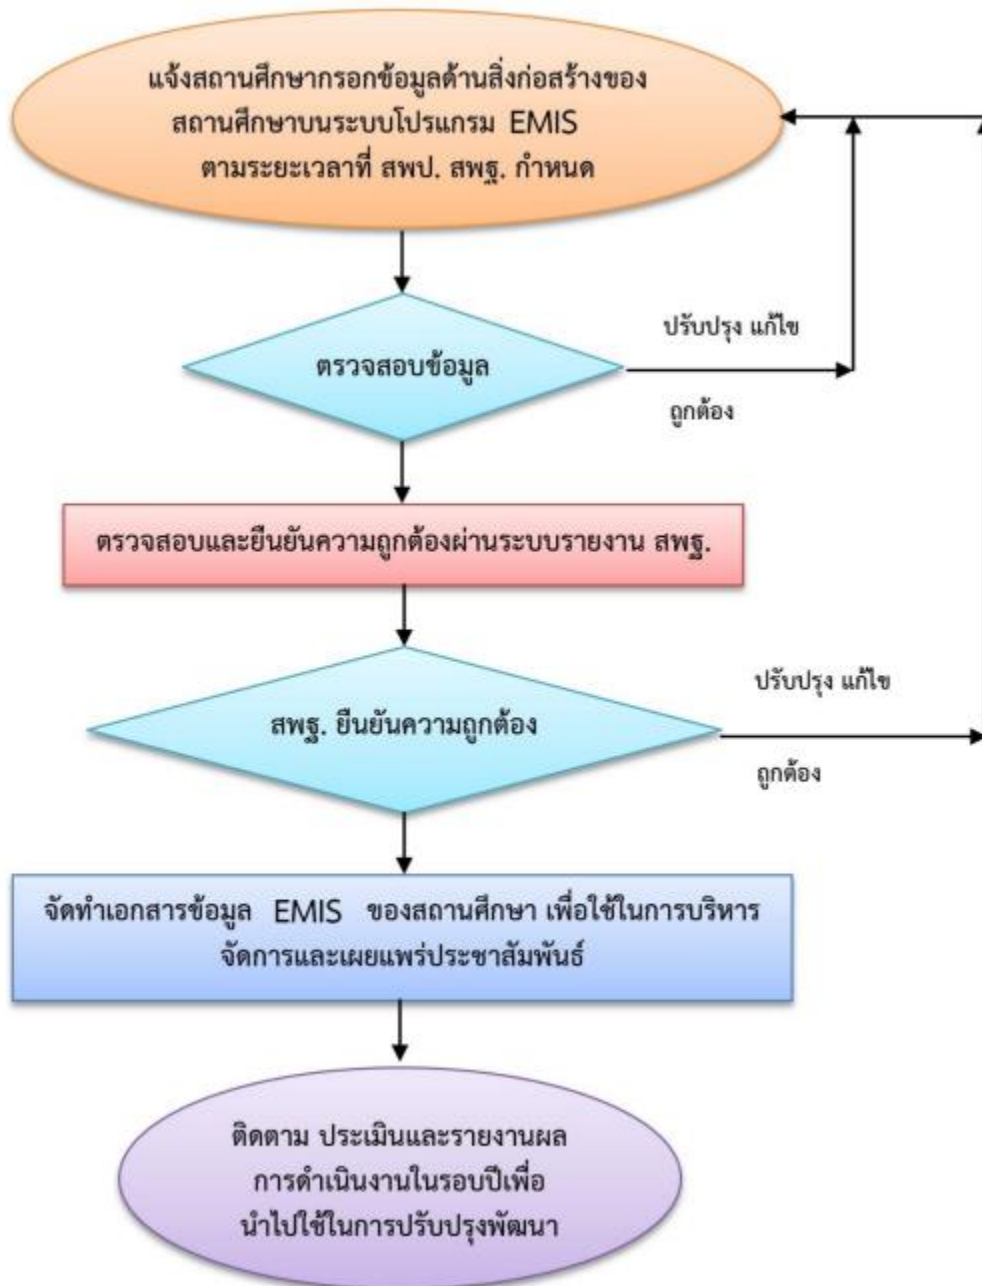 แจ้งสถานศึกษากรอกข้อมูลด้านสิ่งก่อสร้างของ
สถานศึกษาบนระบบโปรแกรม EMIS
ตามระยะเวลาที่ สพป. สพฐ. กำหนด
ปรับปรุง แก้ไข
ตรวจสอบข้อมูล
ถูกต้อง
ตรวจสอบและยืนยันความถูกต้องผ่านระบบรายงาน สพฐ.
ปรับปรุง แก้ไข
สพฐ. ยืนยันความถูกต้อง
ถูกต้อง
จัดทำเอกสารข้อมูล EMIS ของสถานศึกษา เพื่อใช้ในการบริหาร
จัดการและเผยแพร่ประชาสัมพันธ์
ติดตาม ประเมินและรายงานผล
การดำเนินงานในรอบปีเพื่อ
นำไปใช้ในการปรับปรุงพัฒนา